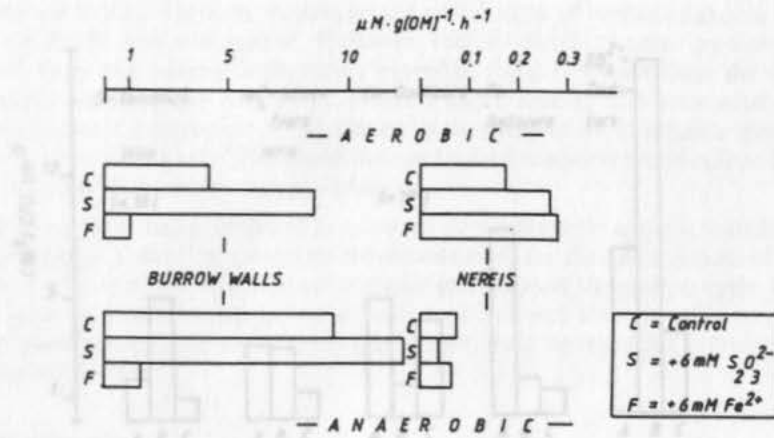 μM·g[OM]⁻¹·h⁻¹
1 5 10 0,1 0,2 0.3
— A E R O B I C —
C
S
F
C
S
F
BURROW WALLS
NEREIS
C
S
F
C
S
F
C = Control
S = +6mM S₂O₃²⁻
F = +6mM Fe²⁺
— A N A E R O B I C —